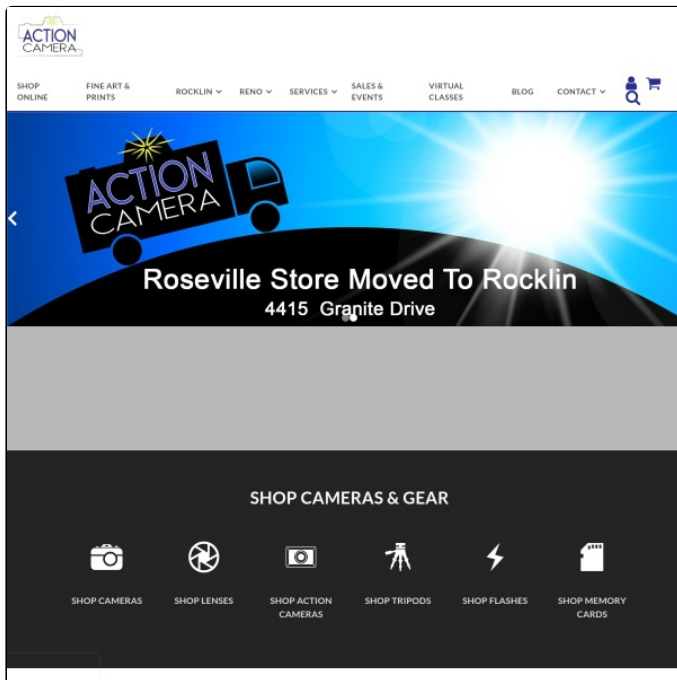 ACTION
CAMERA
SHOP ONLINE
FINE ART & PRINTS
ROCKLIN
RENO
SERVICES
SALES & EVENTS
VIRTUAL CLASSES
BLOG
CONTACT
ACTION
CAMERA
Roseville Store Moved To Rocklin
4415 Granite Drive
SHOP CAMERAS & GEAR
SHOP CAMERAS
SHOP LENSES
SHOP ACTION
CAMERAS
SHOP TRIPODS
SHOP FLASHES
SHOP MEMORY
CARDS